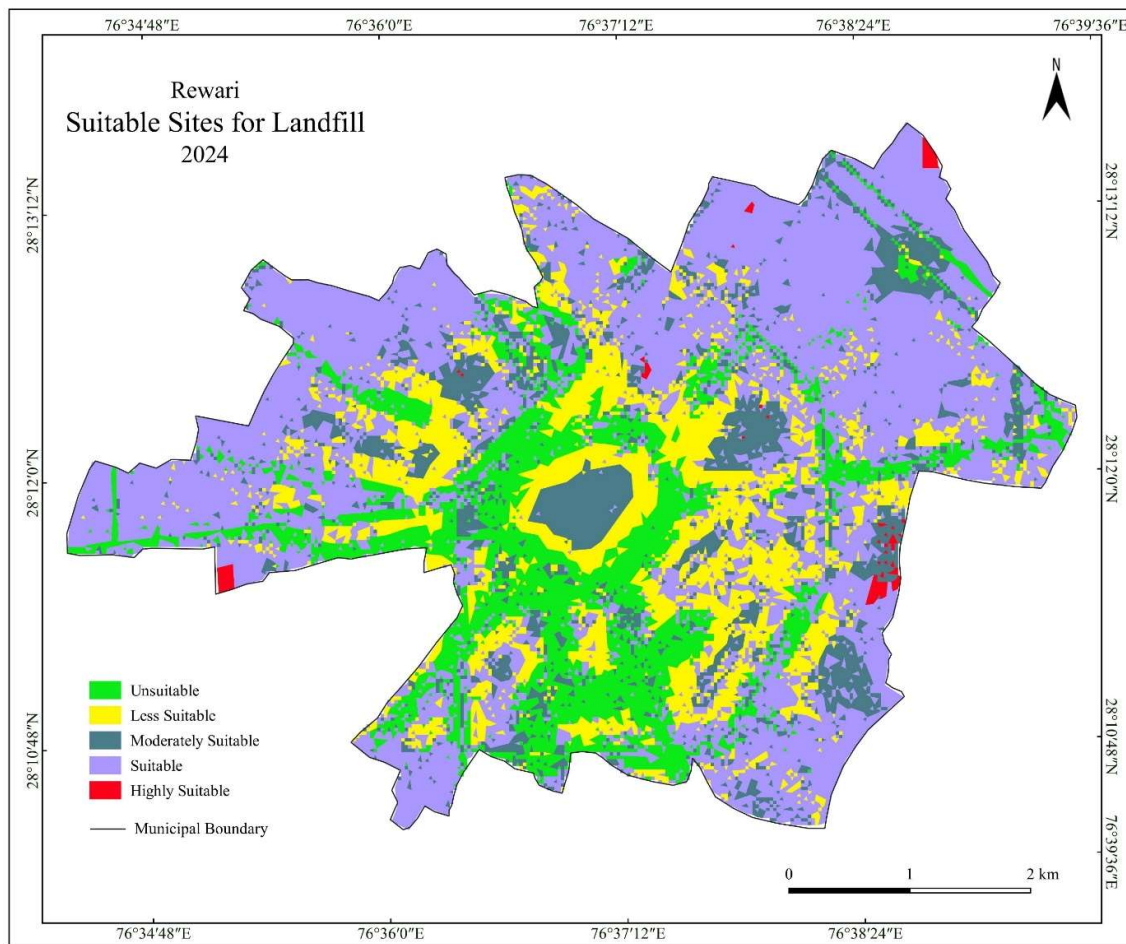 76°34'48"E 76°36'0"E 76°37'12"E 76°38'24"E 76°39'36"E
N
Rewari
Suitable Sites for Landfill
2024
28°13'12"N 28°13'12"N
28°12'0"N 28°12'0"N
Unsuitable
Less Suitable
Moderately Suitable
Suitable
Highly Suitable
Municipal Boundary
28°10'48"N 28°10'48"N
76°39'36"E
0 1 2 km
76°34'48"E 76°36'0"E 76°37'12"E 76°38'24"E